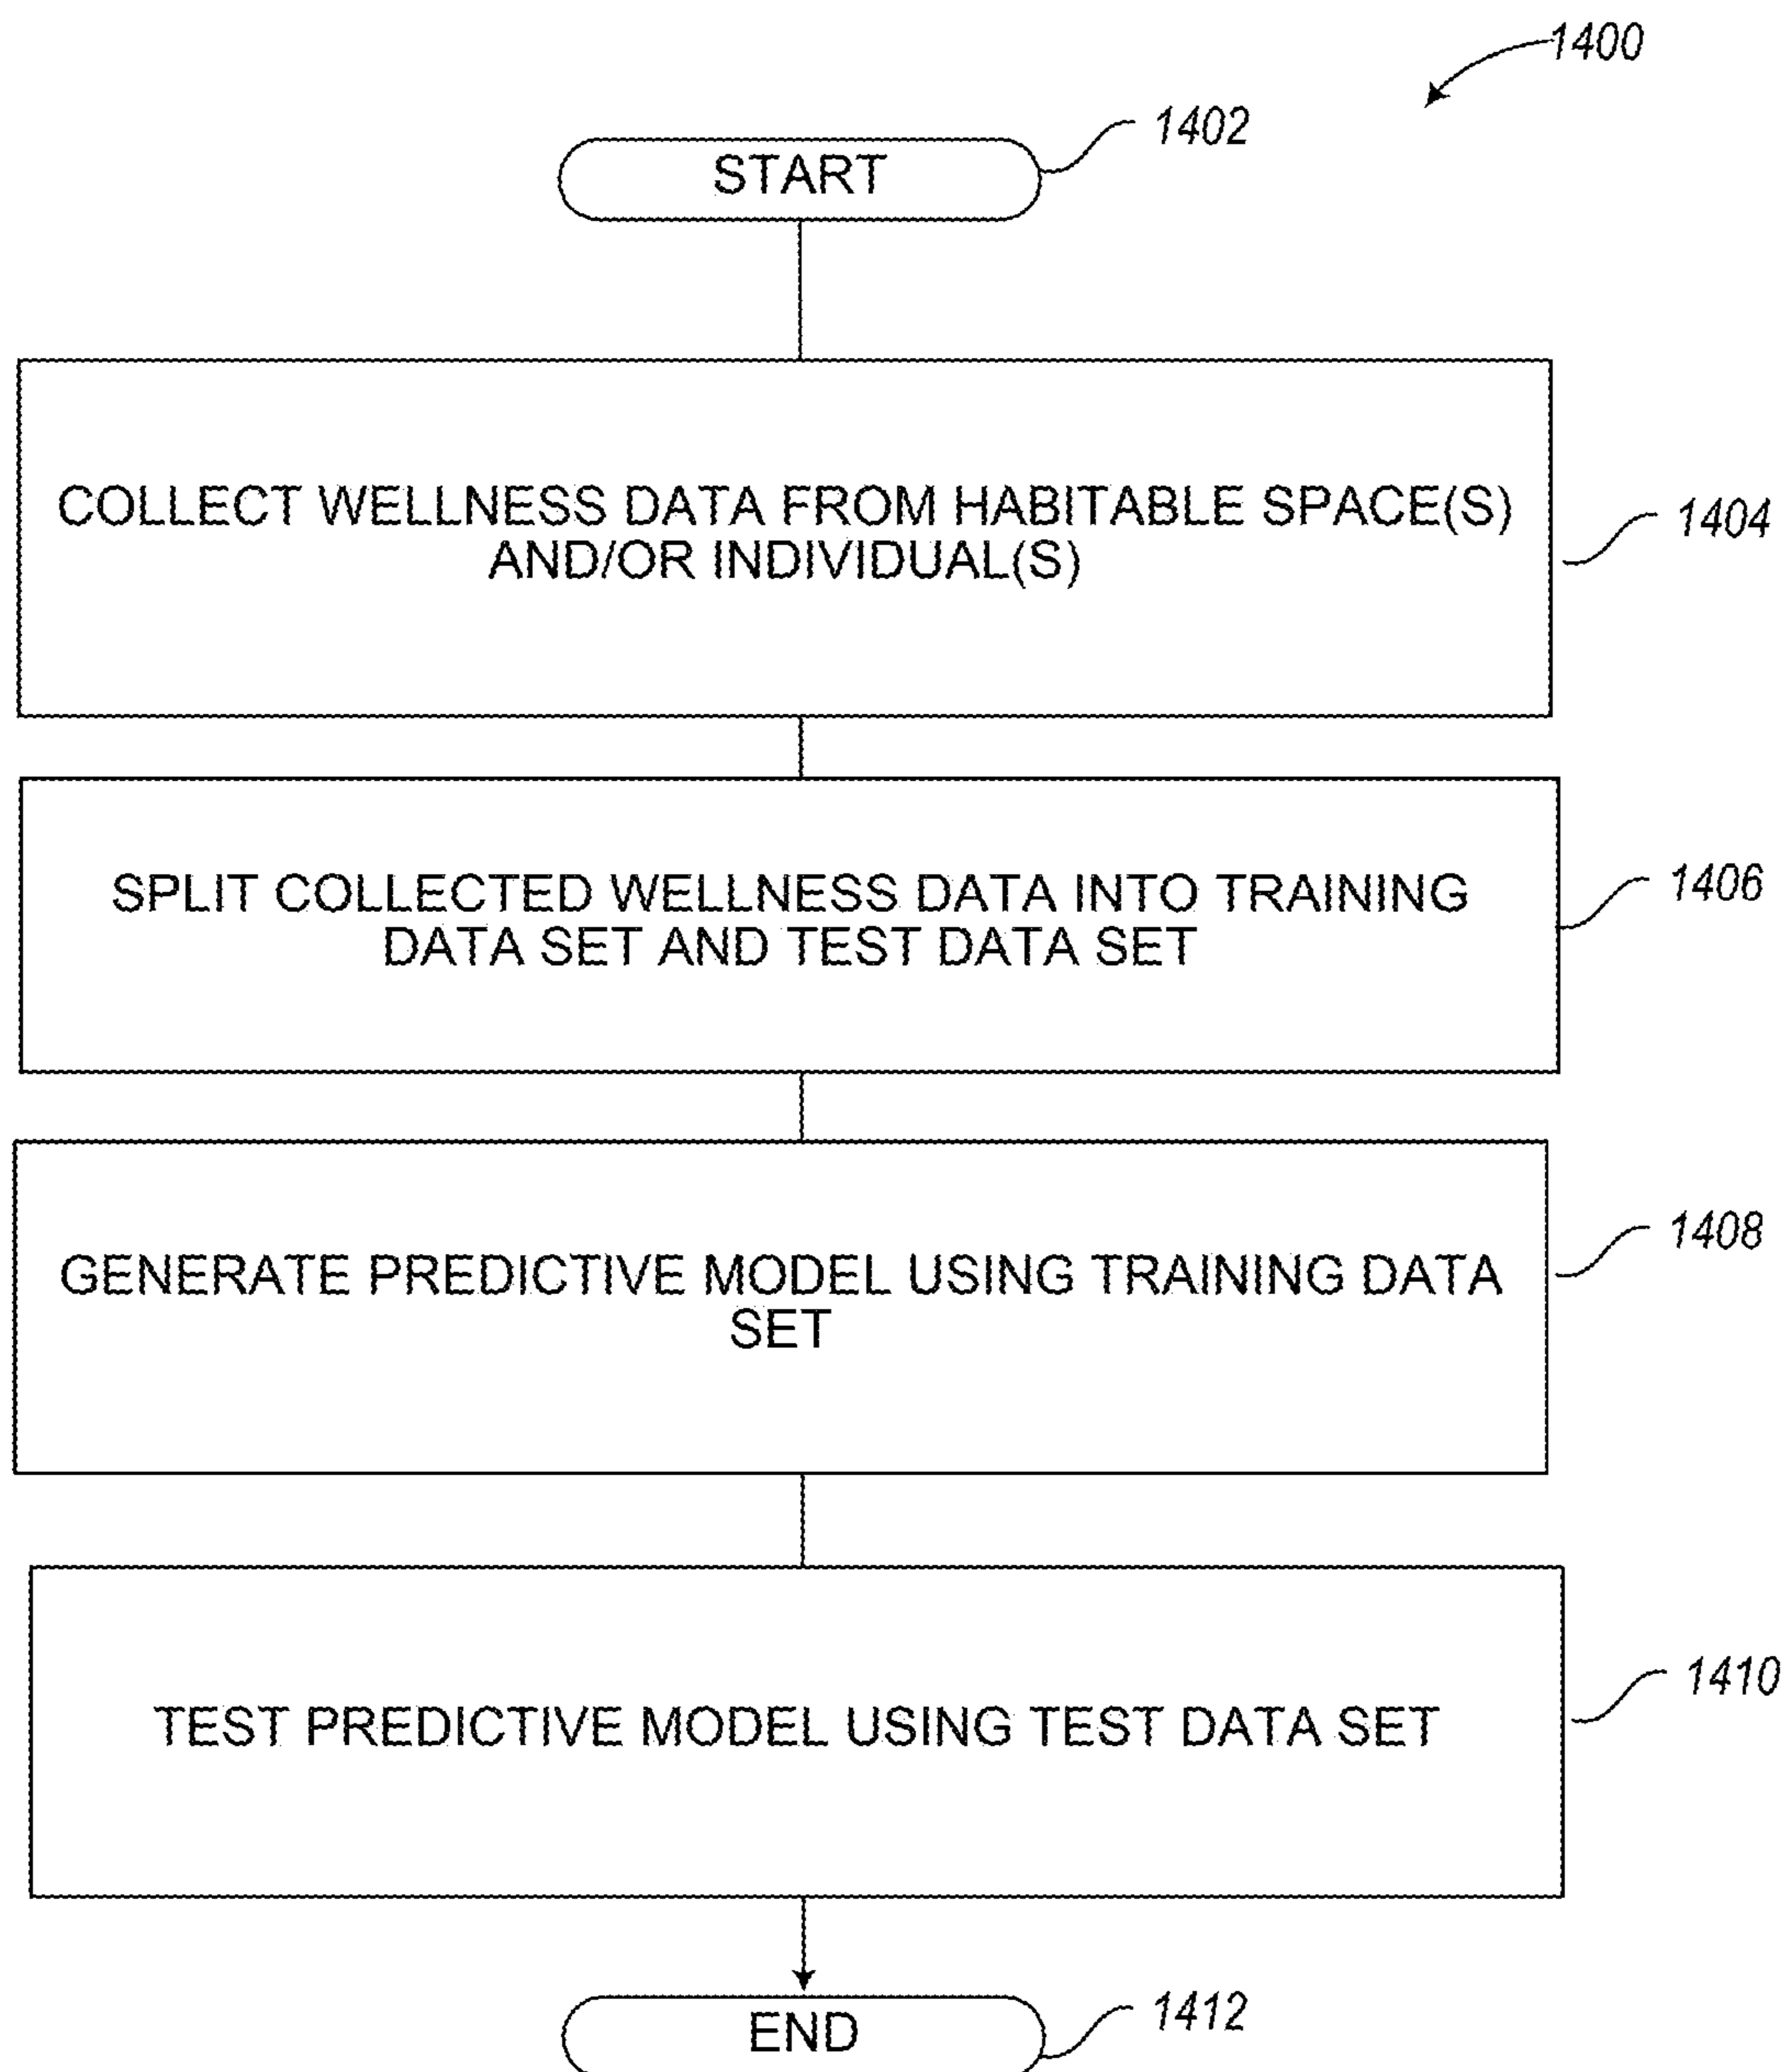 1400
1402
START
COLLECT WELLNESS DATA FROM HABITABLE SPACE(S)
AND/OR INDIVIDUAL(S)
1404
SPLIT COLLECTED WELLNESS DATA INTO TRAINING
DATA SET AND TEST DATA SET
1406
GENERATE PREDICTIVE MODEL USING TRAINING DATA
SET
1408
TEST PREDICTIVE MODEL USING TEST DATA SET
1410
END
1412